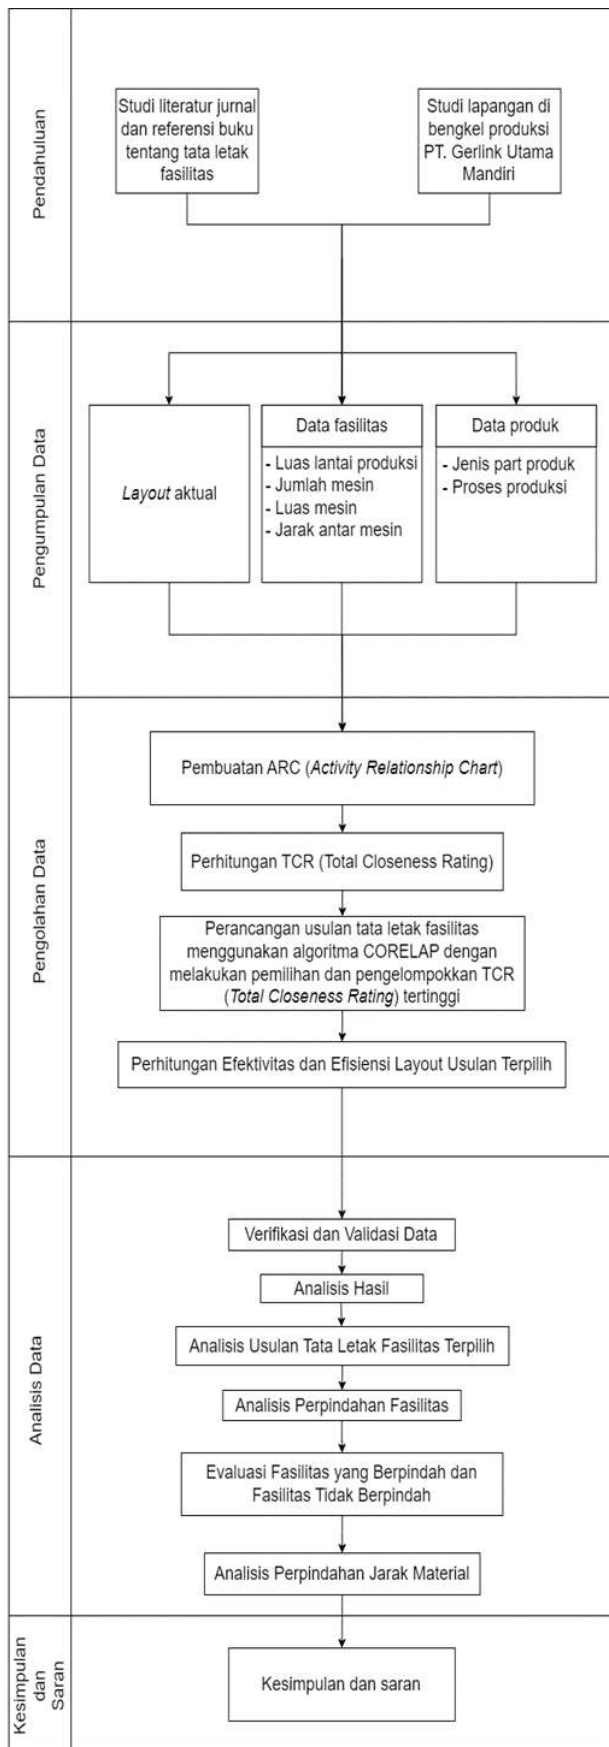 Pendahuluan
Studi literatur jurnal
dan referensi buku
tentang tata letak
fasilitas
Studi lapangan di
bengkel produksi
PT. Gerlink Utama
Mandiri
Pengumpulan Data
Layout aktual
Data fasilitas
- Luas lantai produksi
- Jumlah mesin
- Luas mesin
- Jarak antar mesin
Data produk
- Jenis part produk
- Proses produksi
Pengolahan Data
Pembuatan ARC (Activity Relationship Chart)
Perhitungan TCR (Total Closeness Rating)
Perancangan usulan tata letak fasilitas
menggunakan algoritma CORELAP dengan
melakukan pemilihan dan pengelompokkan TCR
(Total Closeness Rating) tertinggi
Perhitungan Efektivitas dan Efisiensi Layout Usulan Terpilih
Analisis Data
Verifikasi dan Validasi Data
Analisis Hasil
Analisis Usulan Tata Letak Fasilitas Terpilih
Analisis Perpindahan Fasilitas
Evaluasi Fasilitas yang Berpindah dan
Fasilitas Tidak Berpindah
Analisis Perpindahan Jarak Material
Kesimpulan
dan
Saran
Kesimpulan dan saran